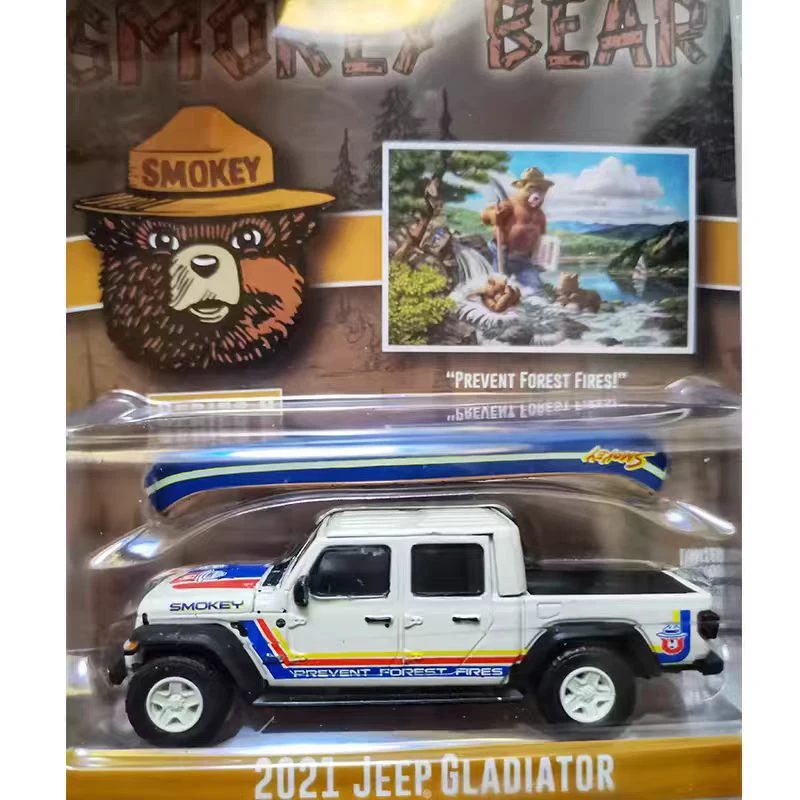 SMOKEY BEAR
SMOKEY
"PREVENT FOREST FIRES!"
SMOKEY
SMOKEY
PREVENT FOREST FIRES
2021 JEEP GLADIATOR